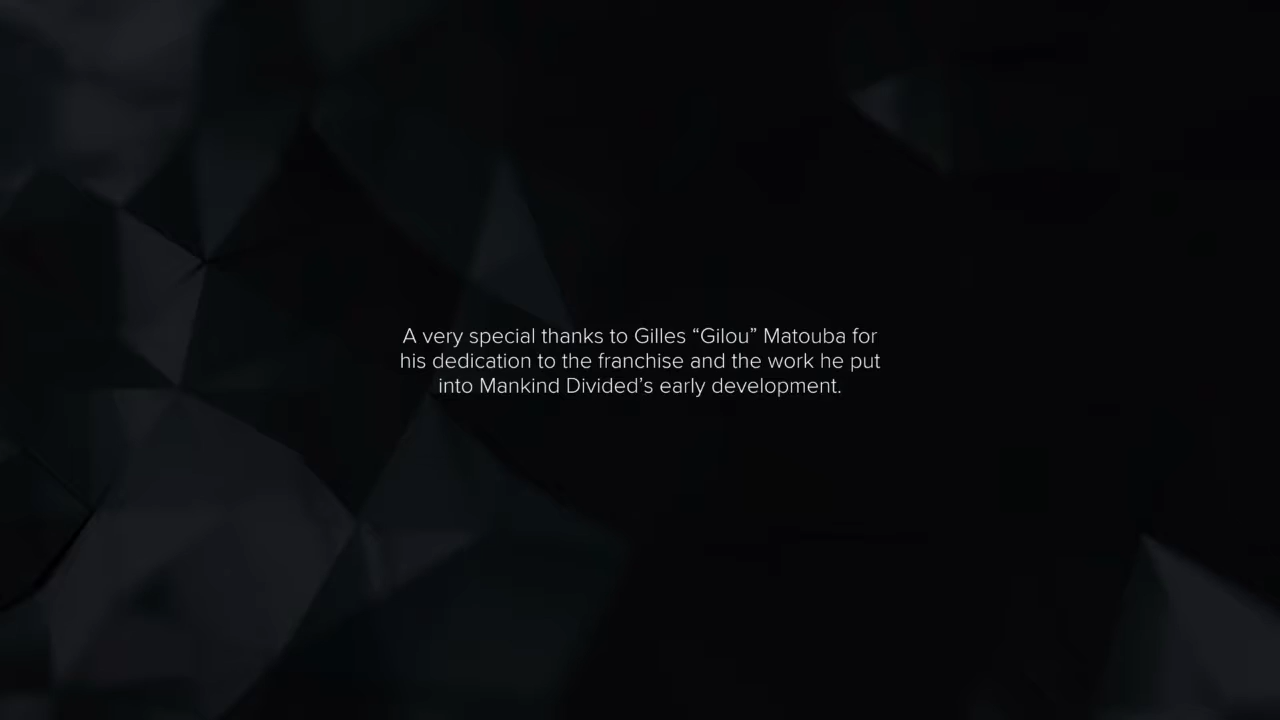 A very special thanks to Gilles “Gilou” Matouba for
his dedication to the franchise and the work he put
into Mankind Divided’s early development.